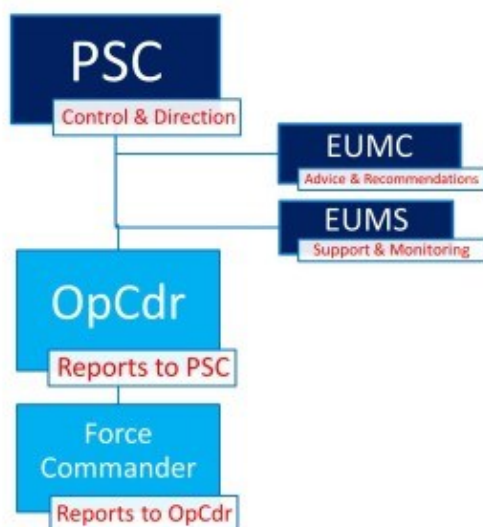 PSC
Control & Direction
EUMC
Advice & Recommendations
EUMS
Support & Monitoring
OpCdr
Reports to PSC
Force
Commander
Reports to OpCdr